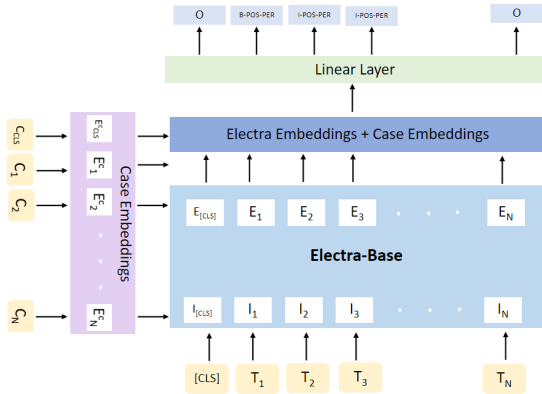 O B-POS-PER I-POS-PER I-POS-PER O
Linear Layer
Electra Embeddings + Case Embeddings
C_CLS E^c_CLS
C_1 E^c_1
C_2 E^c_2
C_N E^c_N
Case Embeddings
E_[CLS] E_1 E_2 E_3 . . . E_N
Electra-Base
I_[CLS] I_1 I_2 I_3 . . . I_N
[CLS] T_1 T_2 T_3 T_N